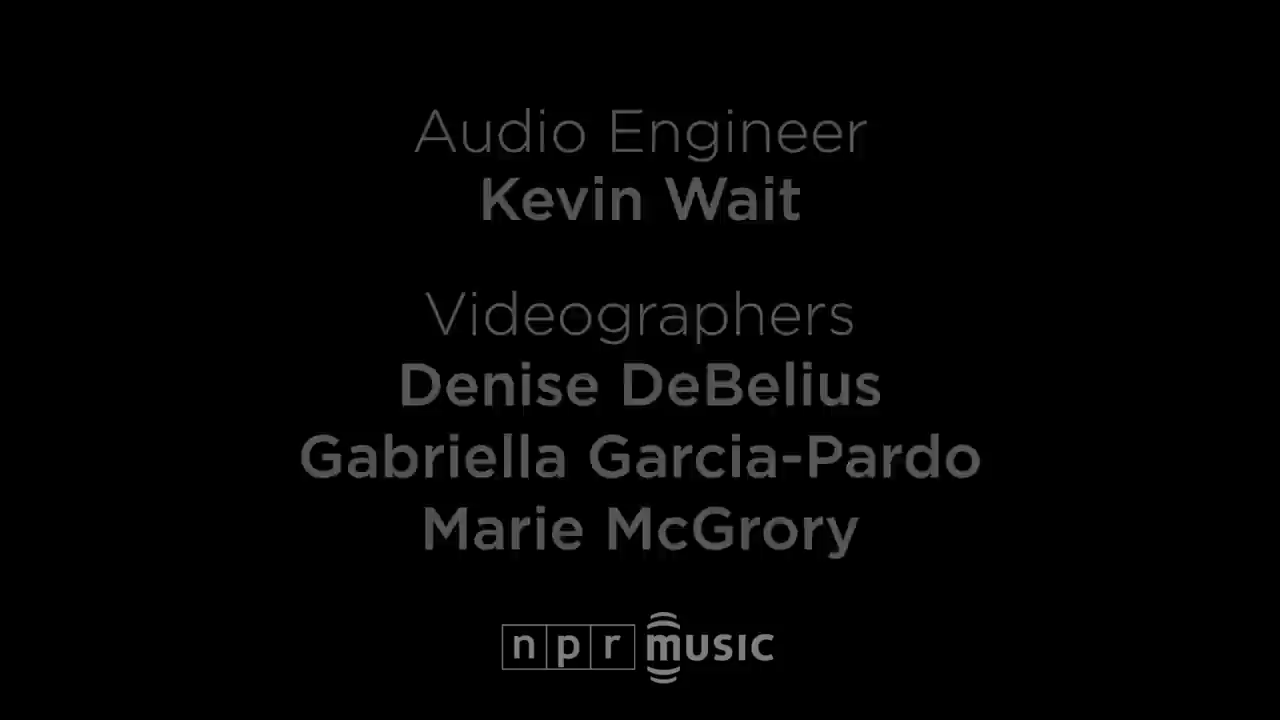 Audio Engineer
Kevin Wait
Videographers
Denise DeBelius
Gabriella Garcia-Pardo
Marie McGrory
npr music